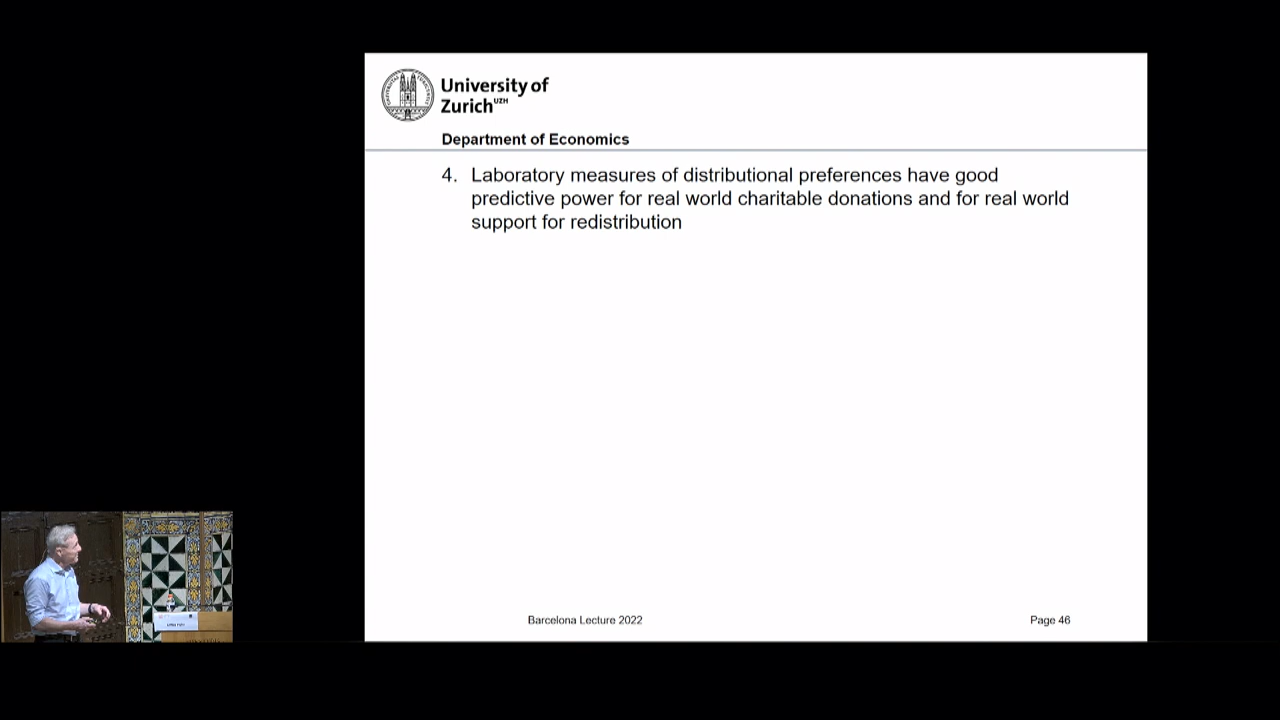 University of
Zurich UZH
Department of Economics
4. Laboratory measures of distributional preferences have good
predictive power for real world charitable donations and for real world
support for redistribution
Barcelona Lecture 2022
Page 46